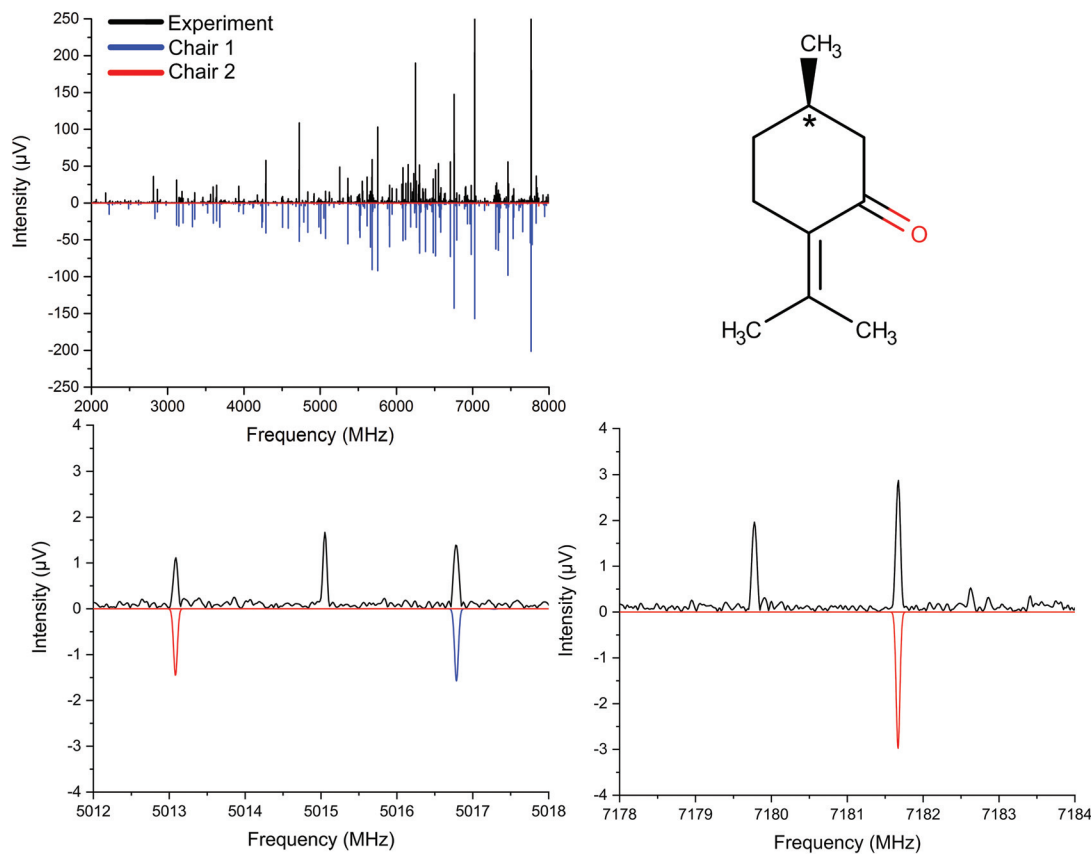 Experiment
Chair 1
Chair 2
250
200
150
100
50
0
-50
-100
-150
-200
-250
Intensity (µV)
2000 3000 4000 5000 6000 7000 8000
Frequency (MHz)
CH₃
*
O
H₃C
CH₃
4
3
2
1
0
-1
-2
-3
-4
Intensity (µV)
5012 5013 5014 5015 5016 5017 5018
Frequency (MHz)
4
3
2
1
0
-1
-2
-3
-4
Intensity (µV)
7178 7179 7180 7181 7182 7183 7184
Frequency (MHz)